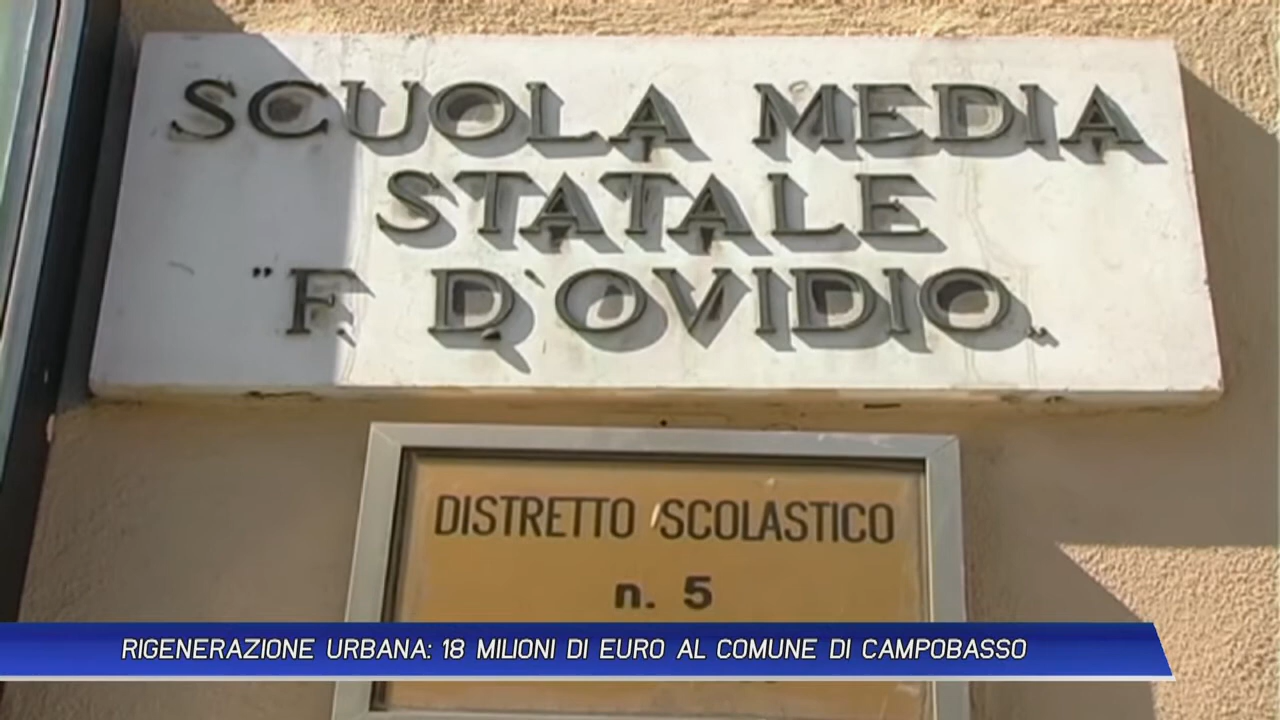 SCUOLA MEDIA
STATALE
"F. D'OVIDIO„
DISTRETTO SCOLASTICO
n. 5
RIGENERAZIONE URBANA: 18 MILIONI DI EURO AL COMUNE DI CAMPOBASSO